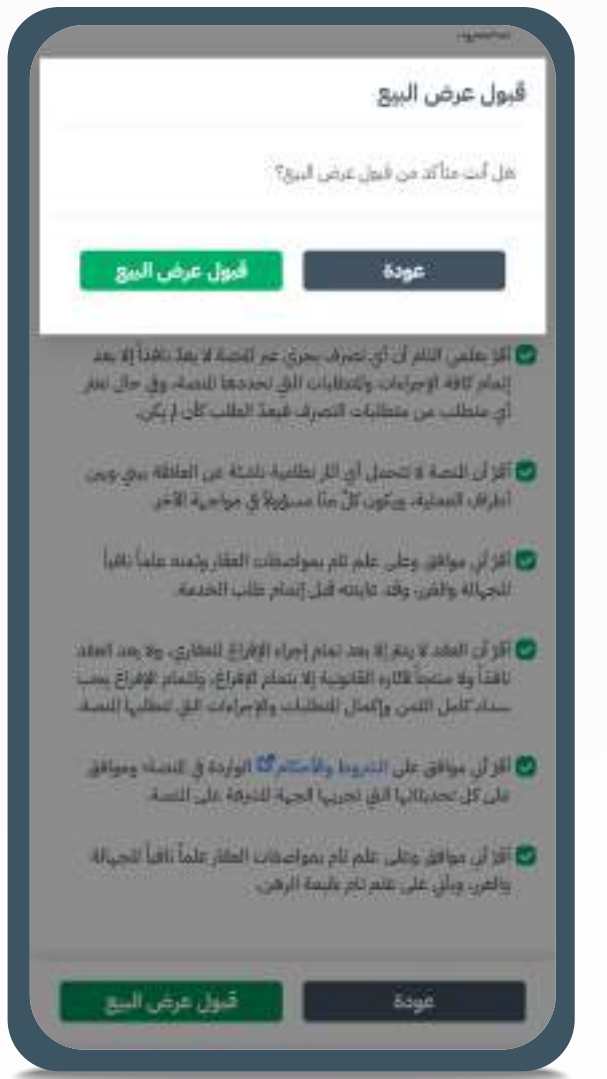 قبول عرض البيع
هل أنت متأكد من قبول عرض البيع؟
عودة
قبول عرض البيع
أقرّ بعلمي التام أن أي تصرف يجري عبر المنصة لا يعدّ نافذاً إلا بعد
إتمام كافة الإجراءات والمتطلبات التي تحددها المنصة، وفي حال تعثر
أي متطلب من متطلبات التصرف فيعدّ الطلب كأن لم يكن.
أقرّ أن المنصة لا تتحمل أي آثار نظامية ناشئة عن العلاقة بيني وبين
أطراف العملية، ويكون كلٌّ منّا مسؤولاً في مواجهة الآخر.
أقرّ أني موافق وعلى علم تام بمواصفات العقار وثمنه علماً نافياً
للجهالة والغرر، وقد عاينته قبل إتمام طلب الخدمة.
أقرّ أن العقد لا يتم إلا بعد تمام إجراء الإفراغ العقاري، ولا يعد العقد
نافذاً ولا منتجاً لآثاره القانونية إلا بتمام الإفراغ، ولتمام الإفراغ يجب
سداد كامل الثمن وإكمال المتطلبات والإجراءات التي تتطلبها المنصة.
أقرّ أني موافق على الشروط والأحكام الواردة في المنصة، وموافق
على كل تحديثاتها التي تجريها الجهة المشرفة على المنصة.
أقرّ أني موافق وعلى علم تام بمواصفات العقار علماً نافياً للجهالة
والغرر، وبأني على علم تام بقيمة الرهن.
عودة
قبول عرض البيع